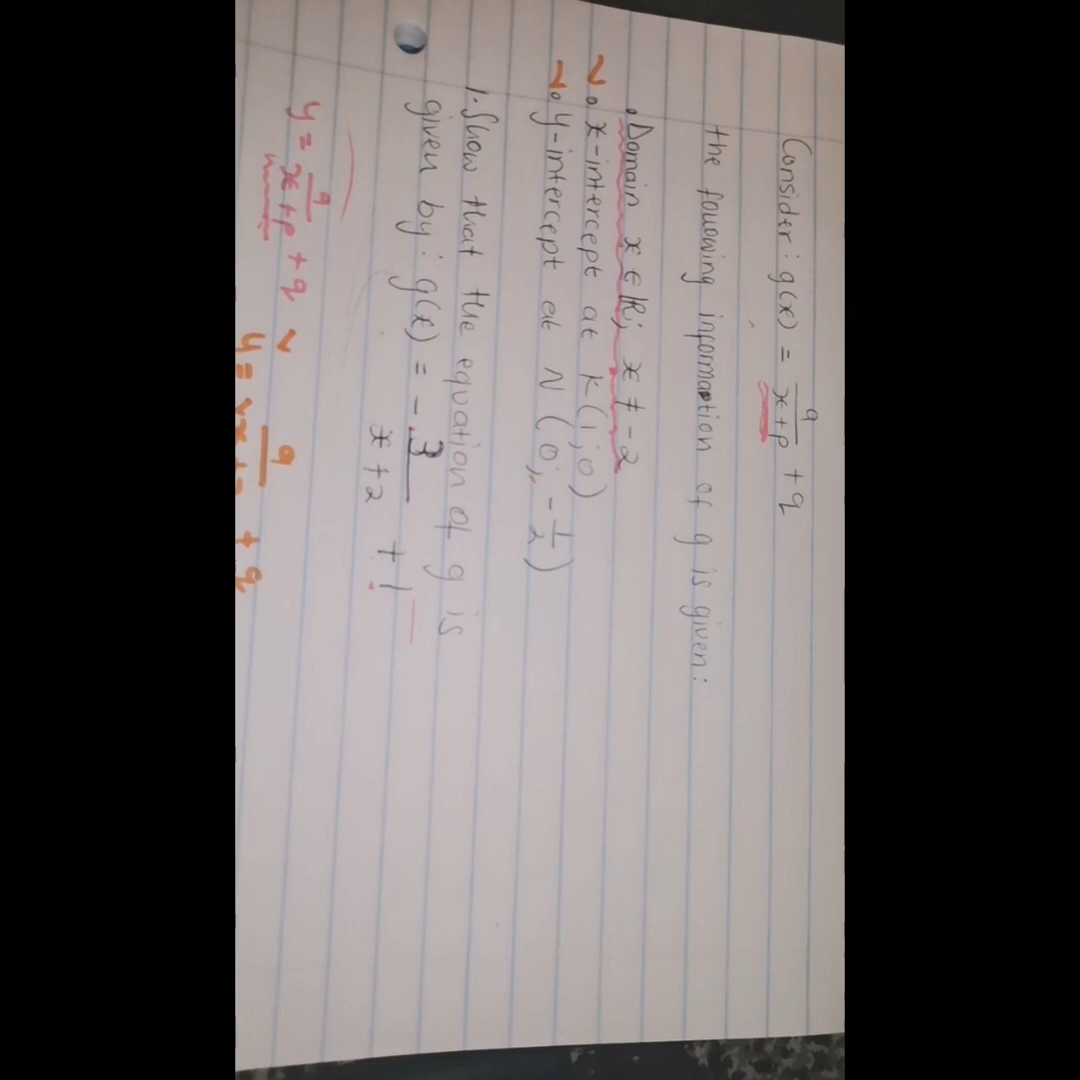 Consider: g(x) = a/x+p + q
the following information of g is given:
• Domain x ∈ ℝ; x ≠ -2
~ ∘ x-intercept at K(1; 0)
~ ∘ y-intercept at N(0; -1/2)
1. Show that the equation of g is
given by: g(x) = -3/x+2 + 1
y = a/x+p + q ~
y = a/x + q